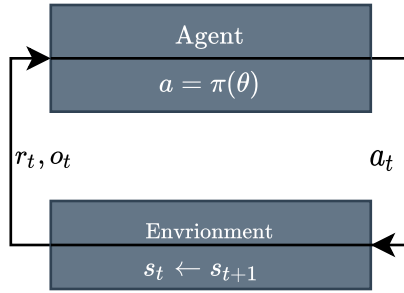 Agent
a = π(θ)
r_t, o_t
a_t
Envrionment
s_t ← s_{t+1}